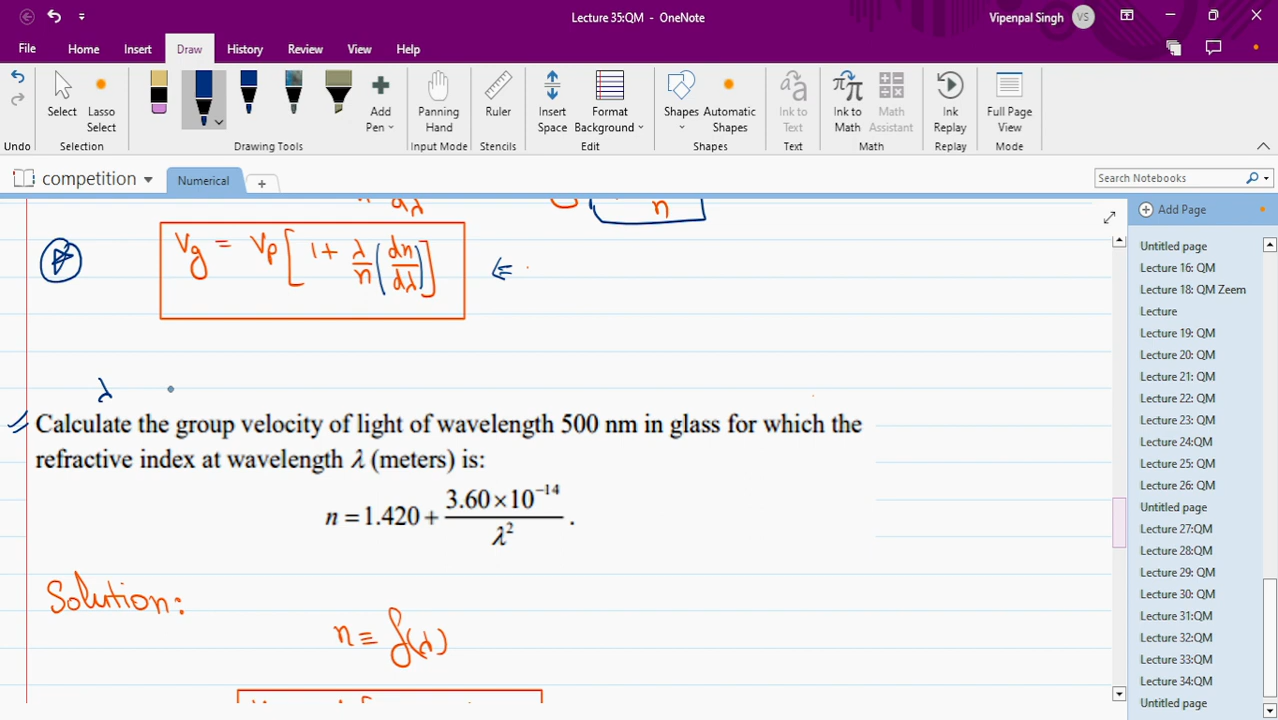 Lecture 35:QM - OneNote
Vipenpal Singh VS
File Home Insert Draw History Review View Help
Undo
Select Lasso Select
Selection
Add Pen
Drawing Tools
Panning Hand
Input Mode
Ruler
Stencils
Insert Space Format Background
Edit
Shapes Automatic Shapes
Shapes
Ink to Text
Text
Ink to Math Math Assistant
Math
Ink Replay
Replay
Full Page View
Mode
competition Numerical +
Search Notebooks
Add Page
dλ
n
Vg = Vp [ 1 + λ/n (dn/dλ) ] ⇐
λ
Calculate the group velocity of light of wavelength 500 nm in glass for which the
refractive index at wavelength λ (meters) is:
n = 1.420 + 3.60×10⁻¹⁴/λ² .
Solution:
n ≡ f(λ)
Untitled page
Lecture 16: QM
Lecture 18: QM Zeem
Lecture
Lecture 19: QM
Lecture 20: QM
Lecture 21: QM
Lecture 22: QM
Lecture 23: QM
Lecture 24:QM
Lecture 25: QM
Lecture 26: QM
Untitled page
Lecture 27:QM
Lecture 28:QM
Lecture 29: QM
Lecture 30: QM
Lecture 31:QM
Lecture 32:QM
Lecture 33:QM
Lecture 34:QM
Untitled page